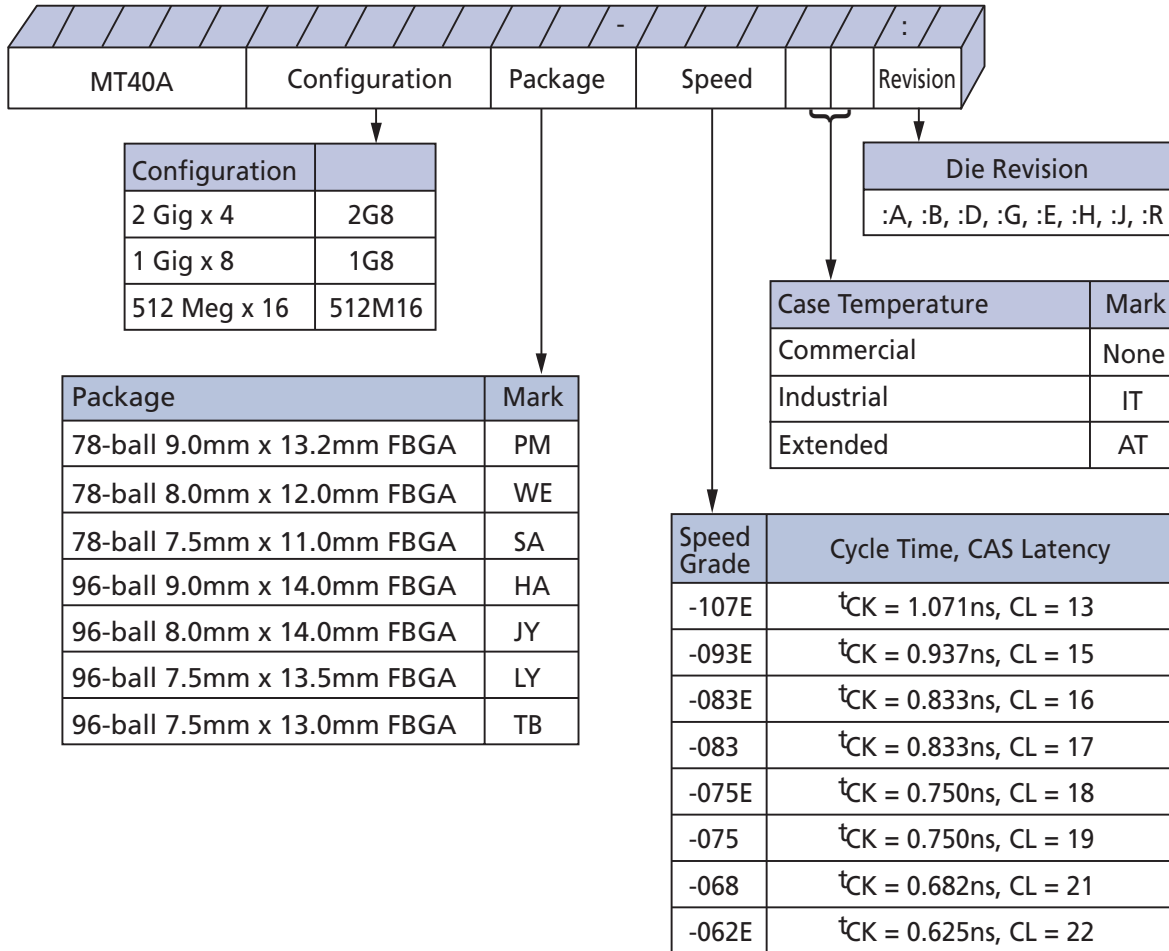 - :
MT40A Configuration Package Speed Revision
Configuration
2 Gig x 4 2G8
1 Gig x 8 1G8
512 Meg x 16 512M16
Die Revision
:A, :B, :D, :G, :E, :H, :J, :R
Case Temperature Mark
Commercial None
Industrial IT
Extended AT
Package Mark
78-ball 9.0mm x 13.2mm FBGA PM
78-ball 8.0mm x 12.0mm FBGA WE
78-ball 7.5mm x 11.0mm FBGA SA
96-ball 9.0mm x 14.0mm FBGA HA
96-ball 8.0mm x 14.0mm FBGA JY
96-ball 7.5mm x 13.5mm FBGA LY
96-ball 7.5mm x 13.0mm FBGA TB
Speed
Grade Cycle Time, CAS Latency
-107E tCK = 1.071ns, CL = 13
-093E tCK = 0.937ns, CL = 15
-083E tCK = 0.833ns, CL = 16
-083 tCK = 0.833ns, CL = 17
-075E tCK = 0.750ns, CL = 18
-075 tCK = 0.750ns, CL = 19
-068 tCK = 0.682ns, CL = 21
-062E tCK = 0.625ns, CL = 22